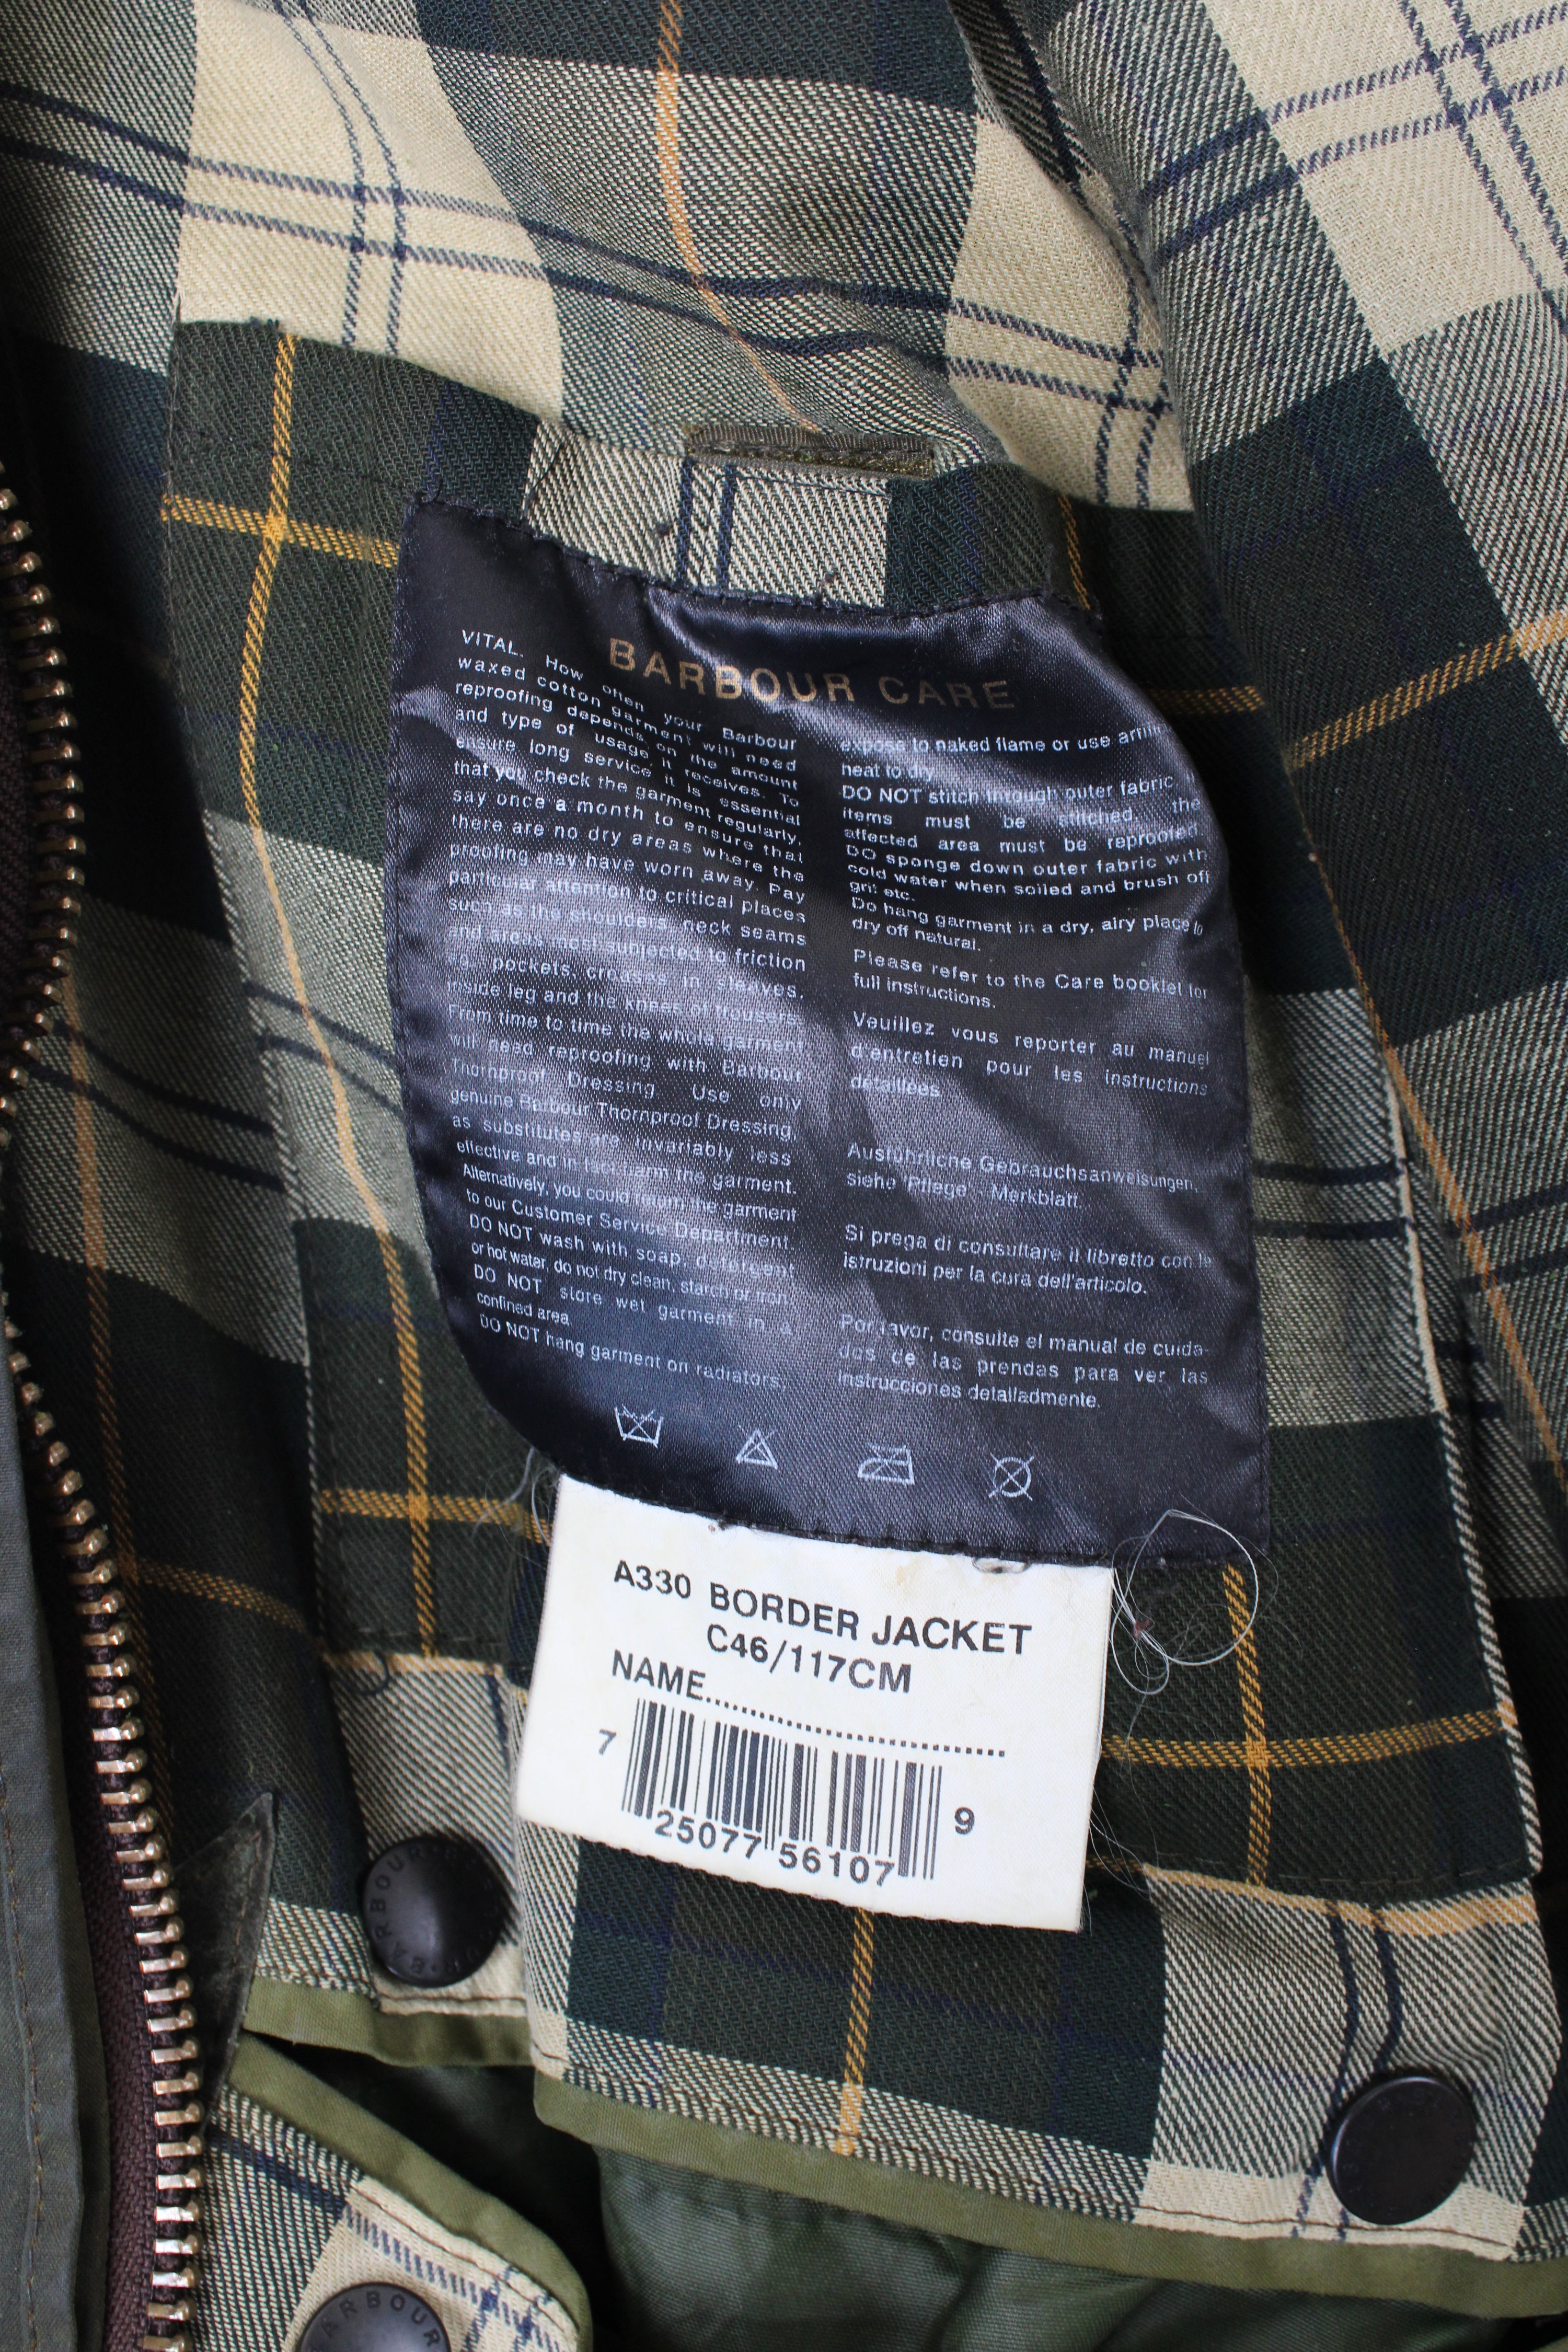 BARBOUR CARE
VITAL. How often your Barbour
waxed cotton garment will need
reproofing depends on the amount
and type of usage it receives. To
ensure long service it is essential
that you check the garment regularly,
say once a month to ensure that
there are no dry areas where the
proofing may have worn away. Pay
particular attention to critical places
such as the shoulders, neck seams
and areas most subjected to friction
pockets, creases in sleeves,
inside leg and the knees of trousers.
From time to time the whole garment
will need reproofing with Barbour
Thornproof Dressing. Use only
genuine Barbour Thornproof Dressing,
as substitutes are invariably less
effective and in fact harm the garment.
Alternatively, you could return the garment
to our Customer Service Department.
DO NOT wash with soap, detergent
or hot water, do not dry clean, starch or iron
DO NOT store wet garment in a
confined area
DO NOT hang garment on radiators,
expose to naked flame or use
heat to dry
DO NOT stitch through outer fabric
items must be stitched, the
affected area must be reproofed.
DO sponge down outer fabric with
cold water when soiled and brush off
grit etc.
Do hang garment in a dry, airy place to
dry off natural.
Please refer to the Care booklet for
full instructions.
Veuillez vous reporter au manuel
d'entretien pour les instructions
détaillées
Ausführliche Gebrauchsanweisungen,
siehe "Pflege" Merkblatt.
Si prega di consultare il libretto con le
istruzioni per la cura dell'articolo.
Por favor, consulte el manual de cuida-
dos de las prendas para ver las
instrucciones detalladmente.
A330 BORDER JACKET
C46/117CM
NAME...............................
7 25077 56107 9
BARBOUR
BARBOUR